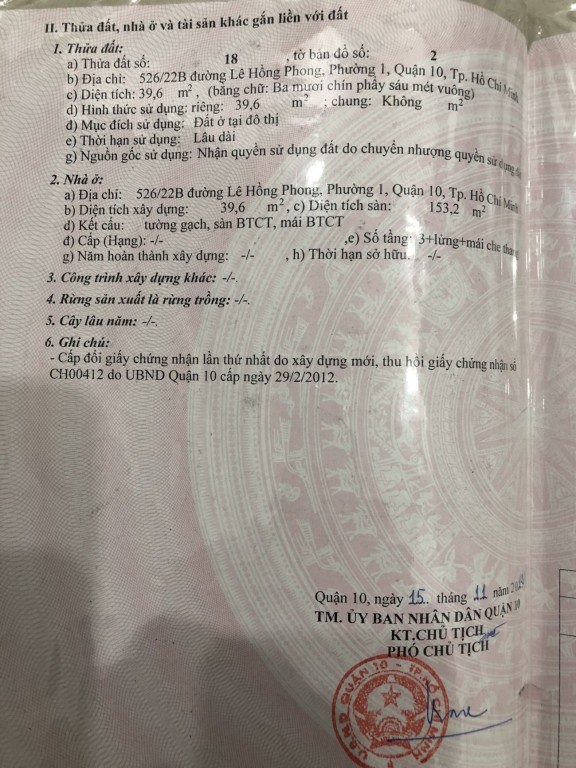 II. Thửa đất, nhà ở và tài sản khác gắn liền với đất
1. Thửa đất:
a) Thửa đất số: 18 , tờ bản đồ số: 2
b) Địa chỉ: 526/22B đường Lê Hồng Phong, Phường 1, Quận 10, Tp. Hồ Chí Minh
c) Diện tích: 39,6 m², (bằng chữ: Ba mươi chín phẩy sáu mét vuông)
d) Hình thức sử dụng: riêng: 39,6 m² ; chung: Không m²
đ) Mục đích sử dụng: Đất ở tại đô thị
e) Thời hạn sử dụng: Lâu dài
g) Nguồn gốc sử dụng: Nhận quyền sử dụng đất do chuyển nhượng quyền sử dụng
2. Nhà ở:
a) Địa chỉ: 526/22B đường Lê Hồng Phong, Phường 1, Quận 10, Tp. Hồ Chí Minh
b) Diện tích xây dựng: 39,6 m², c) Diện tích sàn: 153,2 m²
d) Kết cấu: tường gạch, sàn BTCT, mái BTCT
đ) Cấp (Hạng): -/- ,e) Số tầng: 3+lửng+mái che
g) Năm hoàn thành xây dựng: -/- , h) Thời hạn sở hữu: -/-
3. Công trình xây dựng khác: -/-.
4. Rừng sản xuất là rừng trồng: -/-.
5. Cây lâu năm: -/-.
6. Ghi chú:
- Cấp đổi giấy chứng nhận lần thứ nhất do xây dựng mới, thu hồi giấy chứng nhận số
CH00412 do UBND Quận 10 cấp ngày 29/2/2012.
Quận 10, ngày 15 tháng 11 năm
TM. ỦY BAN NHÂN DÂN QUẬN 10
KT.CHỦ TỊCH
PHÓ CHỦ TỊCH
U.B.N.D QUẬN 10 - TP. HỒ CHÍ MINH